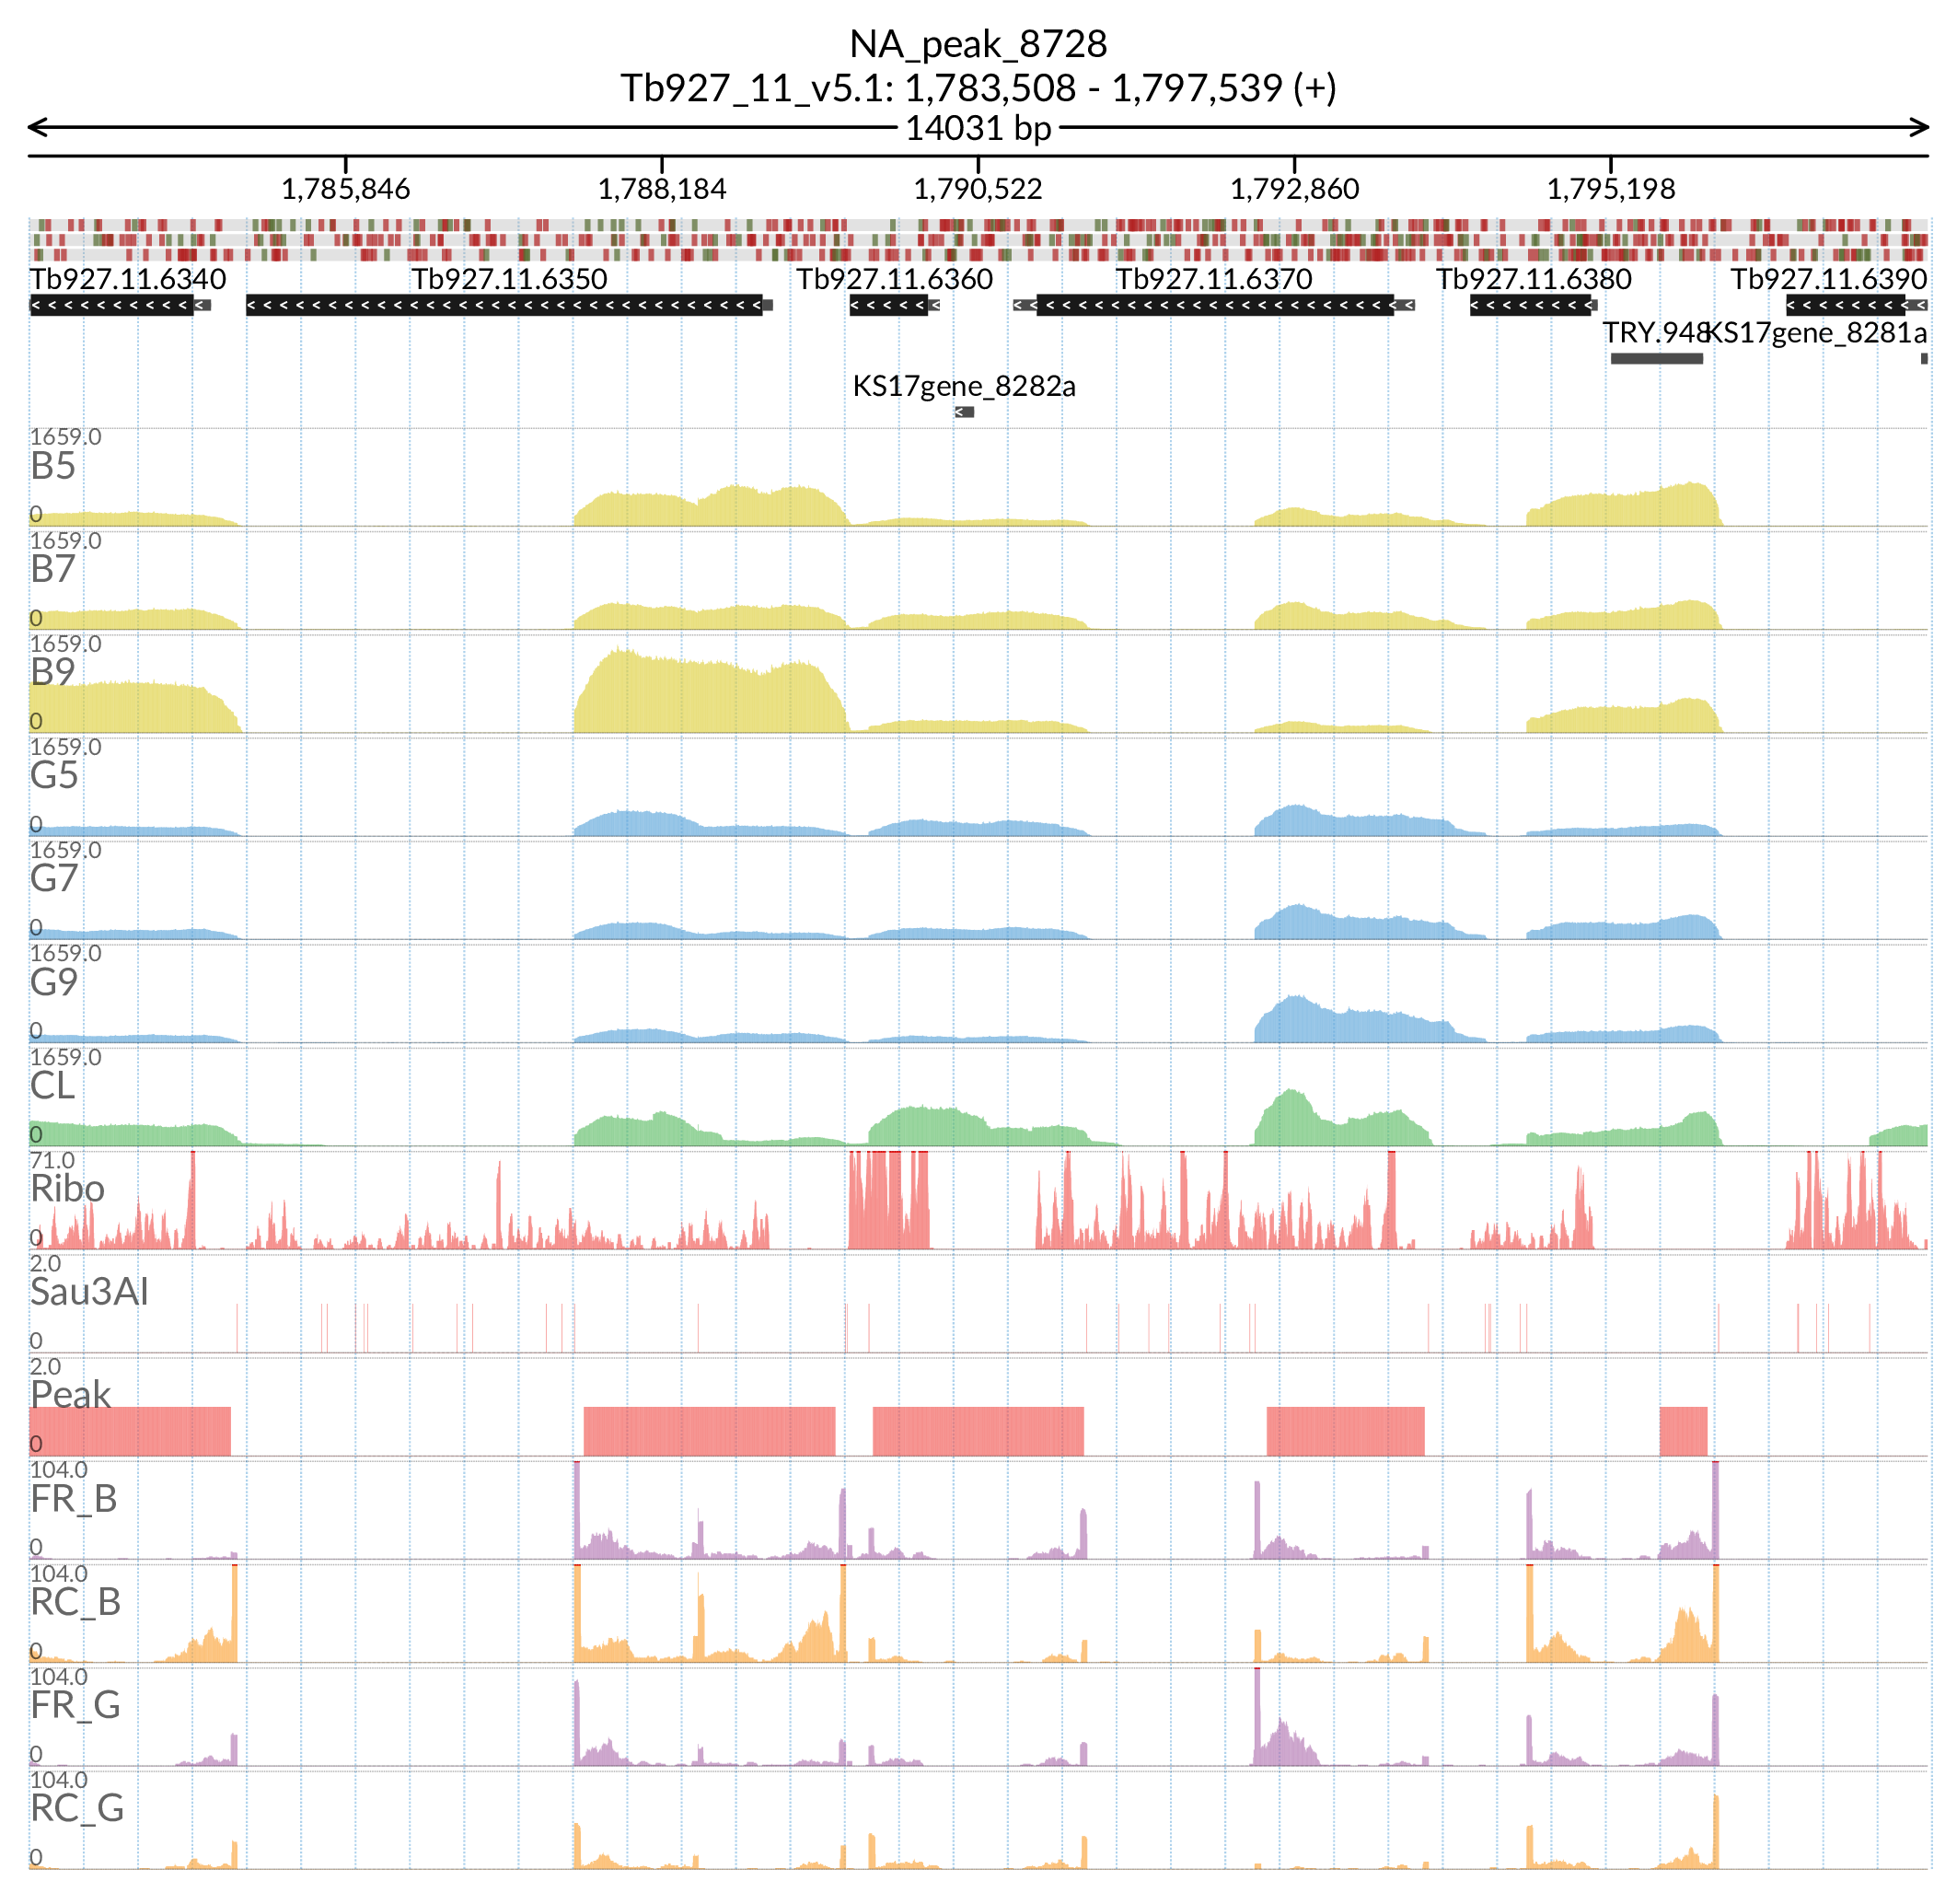 NA_peak_8728
Tb927_11_v5.1: 1,783,508 - 1,797,539 (+)
14031 bp
1,785,846 1,788,184 1,790,522 1,792,860 1,795,198
Tb927.11.6340 Tb927.11.6350 Tb927.11.6360 Tb927.11.6370 Tb927.11.6380 Tb927.11.6390
TRY.948 KS17gene_8281a
KS17gene_8282a
1659.0
B5
0
1659.0
B7
0
1659.0
B9
0
1659.0
G5
0
1659.0
G7
0
1659.0
G9
0
1659.0
CL
0
71.0
Ribo
0
2.0
Sau3AI
0
2.0
Peak
0
104.0
FR_B
0
104.0
RC_B
0
104.0
FR_G
0
104.0
RC_G
0